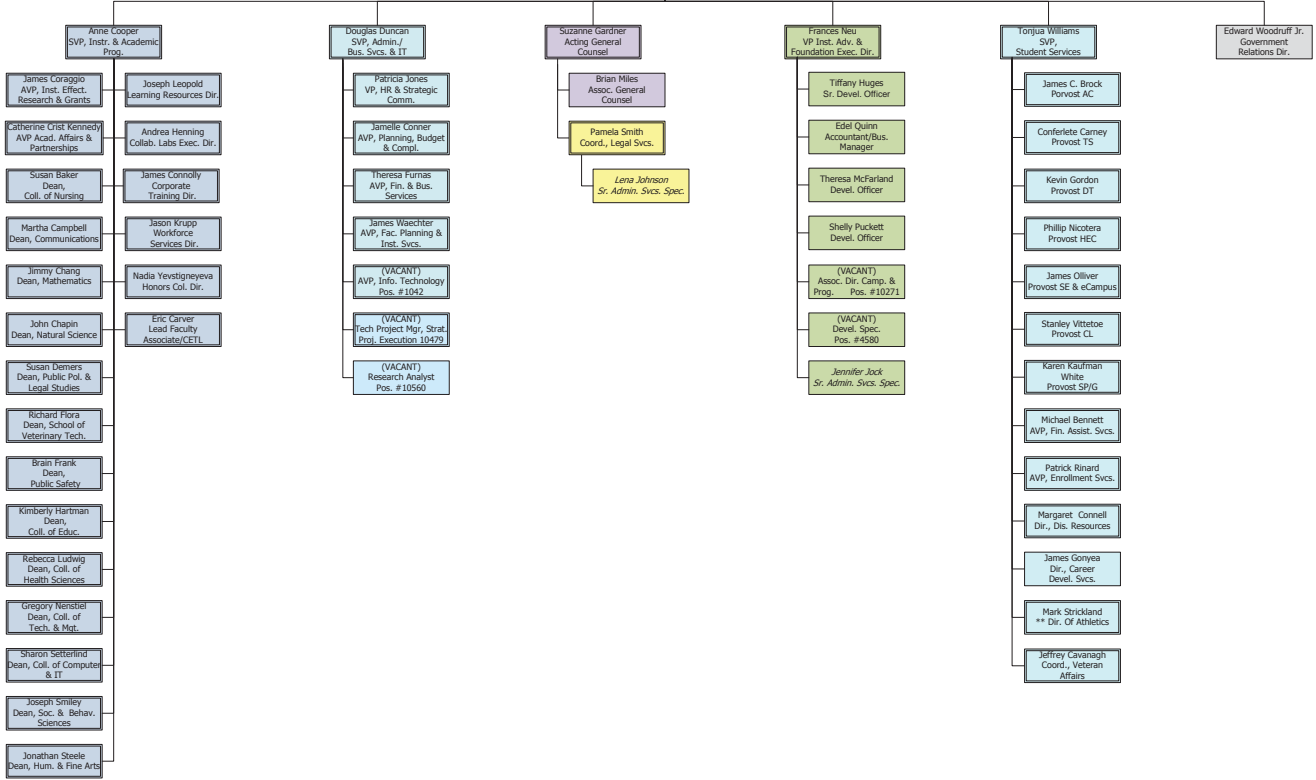 Anne Cooper
SVP, Instr. & Academic
Prog.
James Coraggio
AVP, Inst. Effect.
Research & Grants
Joseph Leopold
Learning Resources Dir.
Catherine Crist Kennedy
AVP Acad. Affairs &
Partnerships
Andrea Henning
Collab. Labs Exec. Dir.
Susan Baker
Dean,
Coll. of Nursing
James Connolly
Corporate
Training Dir.
Martha Campbell
Dean, Communications
Jason Krupp
Workforce
Services Dir.
Jimmy Chang
Dean, Mathematics
Nadia Yevstigneyeva
Honors Col. Dir.
John Chapin
Dean, Natural Science
Eric Carver
Lead Faculty
Associate/CETL
Susan Demers
Dean, Public Pol. &
Legal Studies
Richard Flora
Dean, School of
Veterinary Tech.
Brain Frank
Dean,
Public Safety
Kimberly Hartman
Dean,
Coll. of Educ.
Rebecca Ludwig
Dean, Coll. of
Health Sciences
Gregory Nenstiel
Dean, Coll. of
Tech. & Mgt.
Sharon Setterlind
Dean, Coll. of Computer
& IT
Joseph Smiley
Dean, Soc. & Behav.
Sciences
Jonathan Steele
Dean, Hum. & Fine Arts
Douglas Duncan
SVP, Admin./
Bus. Svcs. & IT
Patricia Jones
VP, HR & Strategic
Comm.
Jamelle Conner
AVP, Planning, Budget
& Compl.
Theresa Furnas
AVP, Fin. & Bus.
Services
James Waechter
AVP, Fac. Planning &
Inst. Svcs.
(VACANT)
AVP, Info. Technology
Pos. #1042
(VACANT)
Tech Project Mgr, Strat.
Proj. Execution 10479
(VACANT)
Research Analyst
Pos. #10560
Suzanne Gardner
Acting General
Counsel
Brian Miles
Assoc. General
Counsel
Pamela Smith
Coord., Legal Svcs.
Lena Johnson
Sr. Admin. Svcs. Spec.
Frances Neu
VP Inst. Adv. &
Foundation Exec. Dir.
Tiffany Huges
Sr. Devel. Officer
Edel Quinn
Accountant/Bus.
Manager
Theresa McFarland
Devel. Officer
Shelly Puckett
Devel. Officer
(VACANT)
Assoc. Dir. Camp. &
Prog. Pos. #10271
(VACANT)
Devel. Spec.
Pos. #4580
Jennifer Jock
Sr. Admin. Svcs. Spec.
Tonjua Williams
SVP,
Student Services
James C. Brock
Porvost AC
Conferlete Carney
Provost TS
Kevin Gordon
Provost DT
Phillip Nicotera
Provost HEC
James Olliver
Provost SE & eCampus
Stanley Vittetoe
Provost CL
Karen Kaufman
White
Provost SP/G
Michael Bennett
AVP, Fin. Assist. Svcs.
Patrick Rinard
AVP, Enrollment Svcs.
Margaret Connell
Dir., Dis. Resources
James Gonyea
Dir., Career
Devel. Svcs.
Mark Strickland
** Dir. Of Athletics
Jeffrey Cavanagh
Coord., Veteran
Affairs
Edward Woodruff Jr.
Government
Relations Dir.